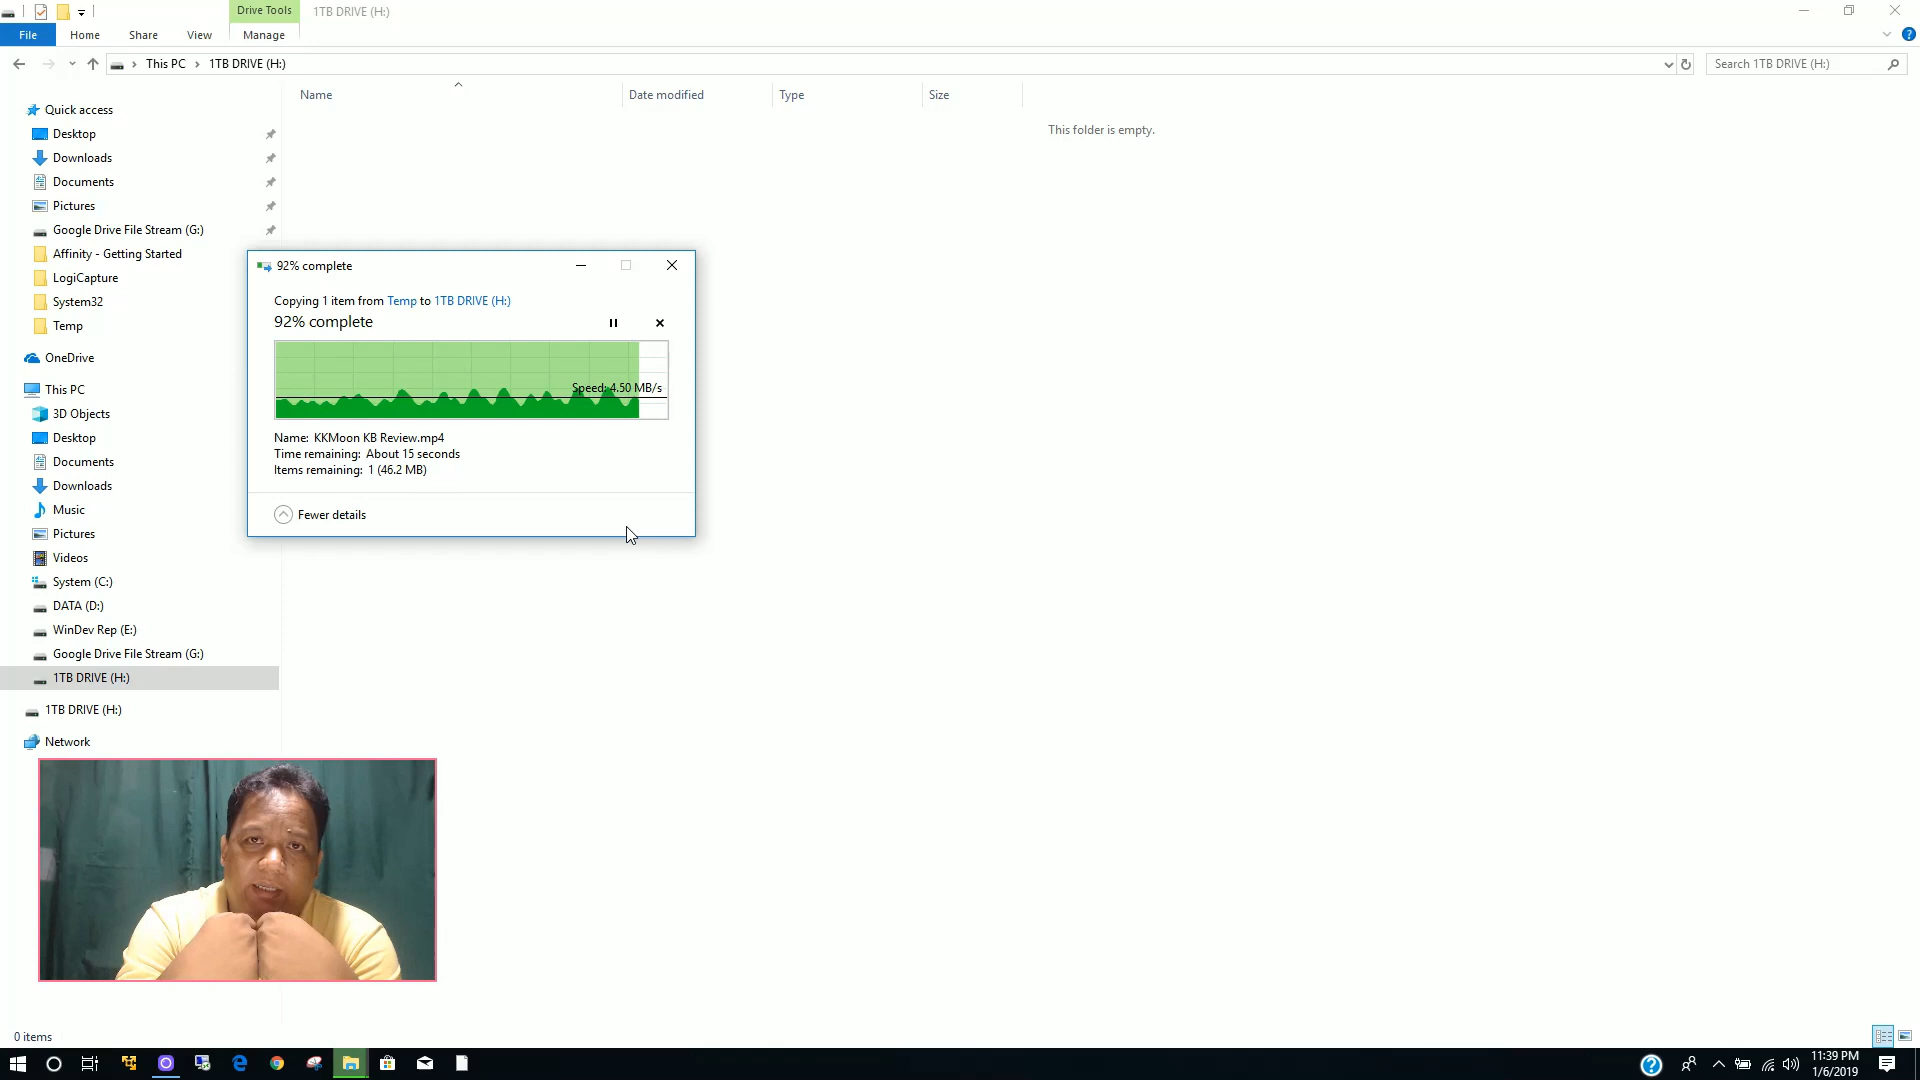 Drive Tools
1TB DRIVE (H:)
File
Home
Share
View
Manage
This PC
1TB DRIVE (H:)
Search 1TB DRIVE (H:)
Name
Date modified
Type
Size
This folder is empty.
Quick access
Desktop
Downloads
Documents
Pictures
Google Drive File Stream (G:)
Affinity - Getting Started
LogiCapture
System32
Temp
OneDrive
This PC
3D Objects
Desktop
Documents
Downloads
Music
Pictures
Videos
System (C:)
DATA (D:)
WinDev Rep (E:)
Google Drive File Stream (G:)
1TB DRIVE (H:)
1TB DRIVE (H:)
Network
92% complete
Copying 1 item from Temp to 1TB DRIVE (H:)
92% complete
Speed: 4.50 MB/s
Name: KKMoon KB Review.mp4
Time remaining: About 15 seconds
Items remaining: 1 (46.2 MB)
Fewer details
0 items
11:39 PM
1/6/2019